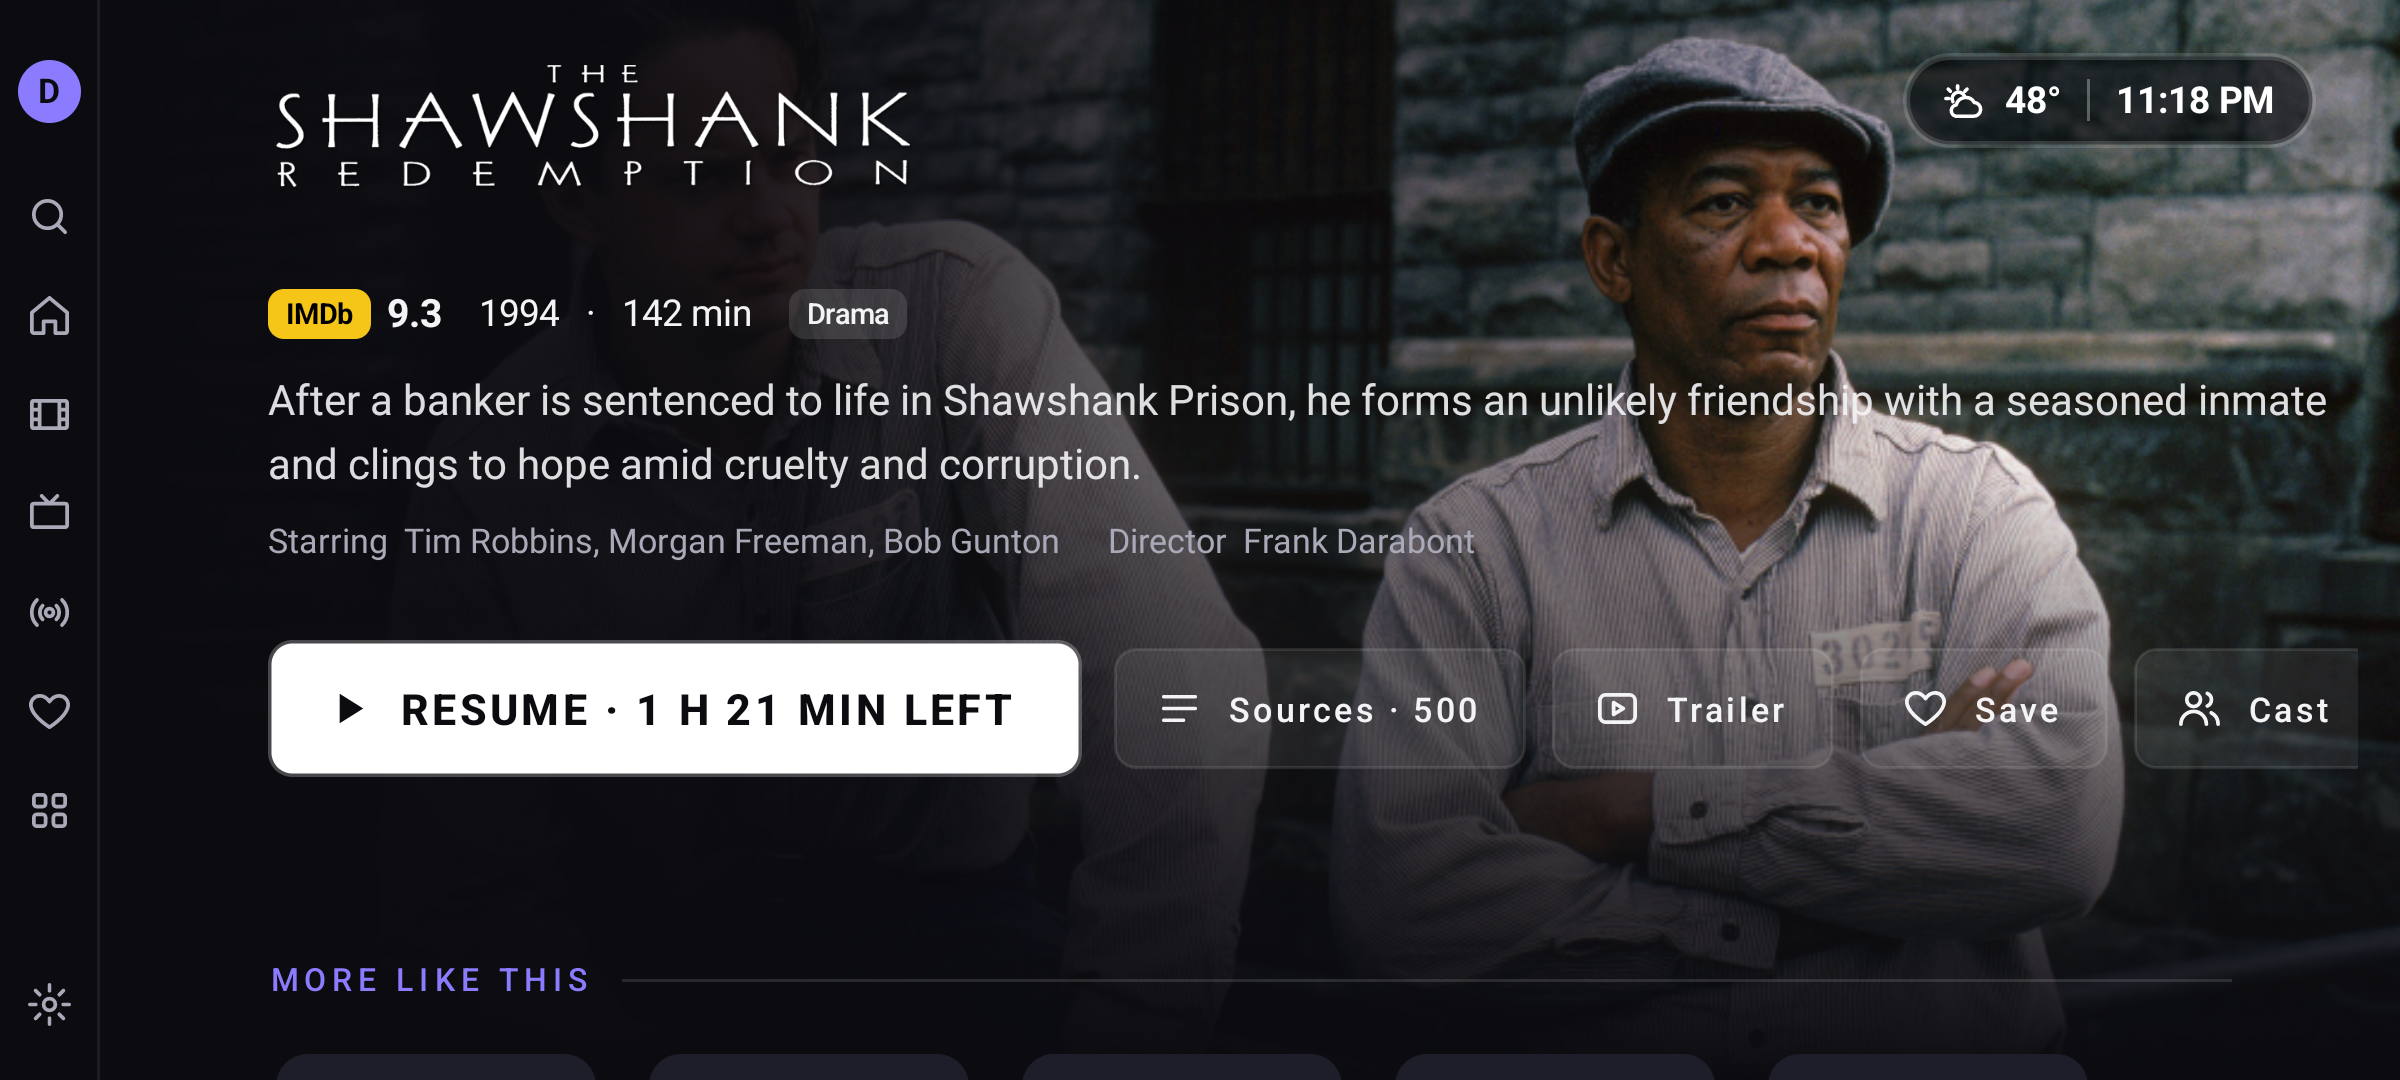 D
THE
SHAWSHANK
REDEMPTION
48° 11:18 PM
IMDb 9.3 1994 · 142 min Drama
After a banker is sentenced to life in Shawshank Prison, he forms an unlikely friendship with a seasoned inmate
and clings to hope amid cruelty and corruption.
Starring Tim Robbins, Morgan Freeman, Bob Gunton Director Frank Darabont
RESUME · 1 H 21 MIN LEFT Sources · 500 Trailer Save Cast
MORE LIKE THIS